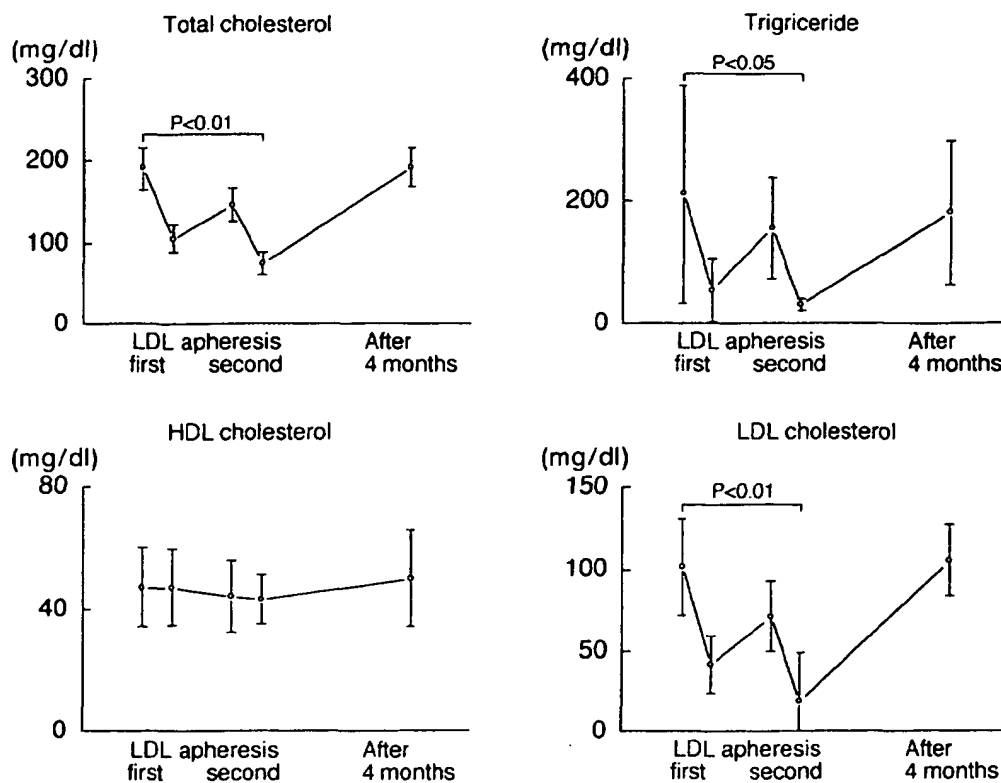 Total cholesterol
(mg/dl)
300
200
100
0
P<0.01
LDL apheresis
first second
After
4 months
Trigriceride
(mg/dl)
400
200
0
P<0.05
LDL apheresis
first second
After
4 months
HDL cholesterol
(mg/dl)
80
40
0
LDL apheresis
first second
After
4 months
LDL cholesterol
(mg/dl)
150
100
50
0
P<0.01
LDL apheresis
first second
After
4 months